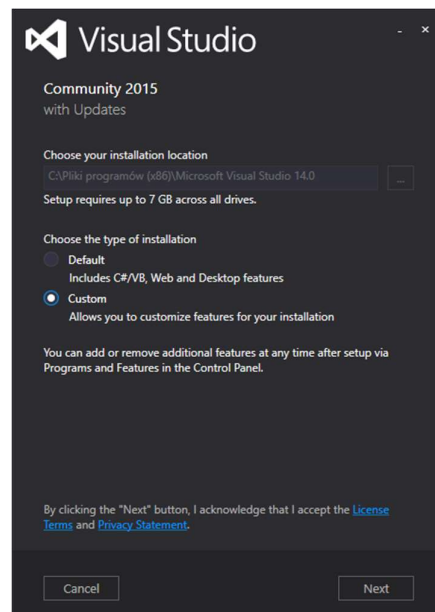 Visual Studio
Community 2015
with Updates
Choose your installation location
C:\Pliki programów (x86)\Microsoft Visual Studio 14.0
...
Setup requires up to 7 GB across all drives.
Choose the type of installation
Default
Includes C#/VB, Web and Desktop features
Custom
Allows you to customize features for your installation
You can add or remove additional features at any time after setup via
Programs and Features in the Control Panel.
By clicking the "Next" button, I acknowledge that I accept the License
Terms and Privacy Statement.
Cancel
Next